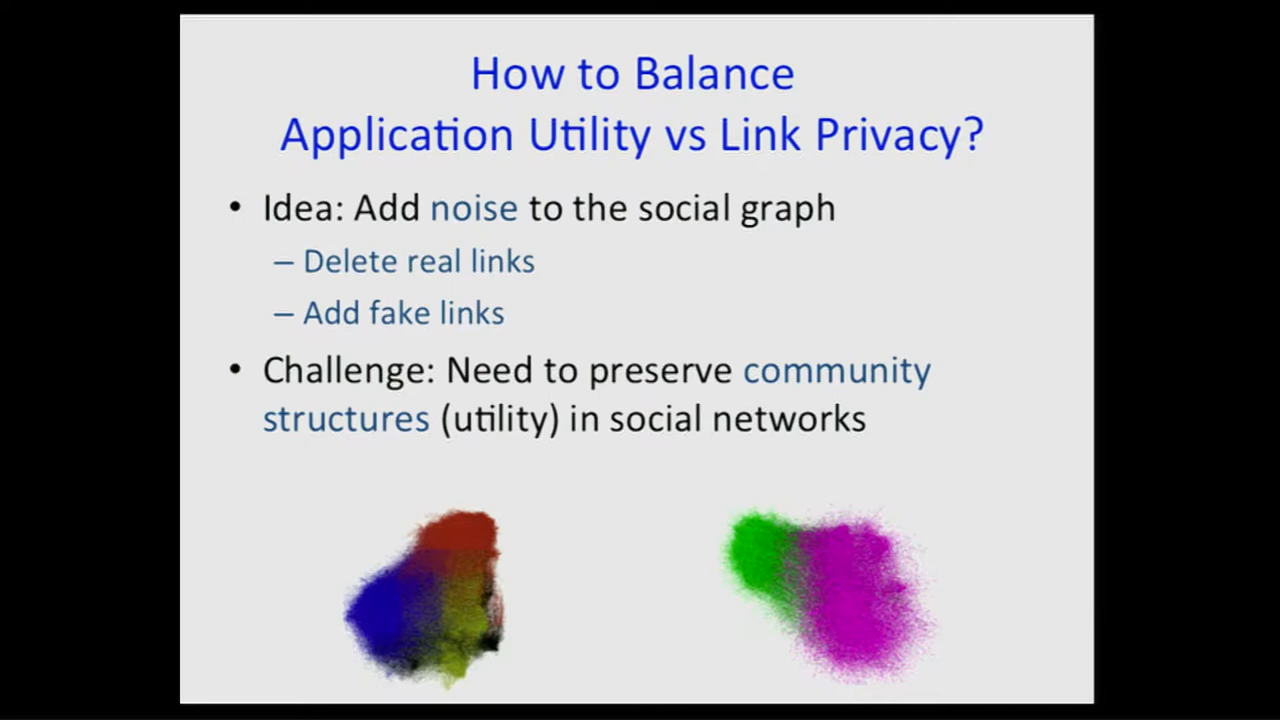 How to Balance
Application Utility vs Link Privacy?
• Idea: Add noise to the social graph
– Delete real links
– Add fake links
• Challenge: Need to preserve community
structures (utility) in social networks